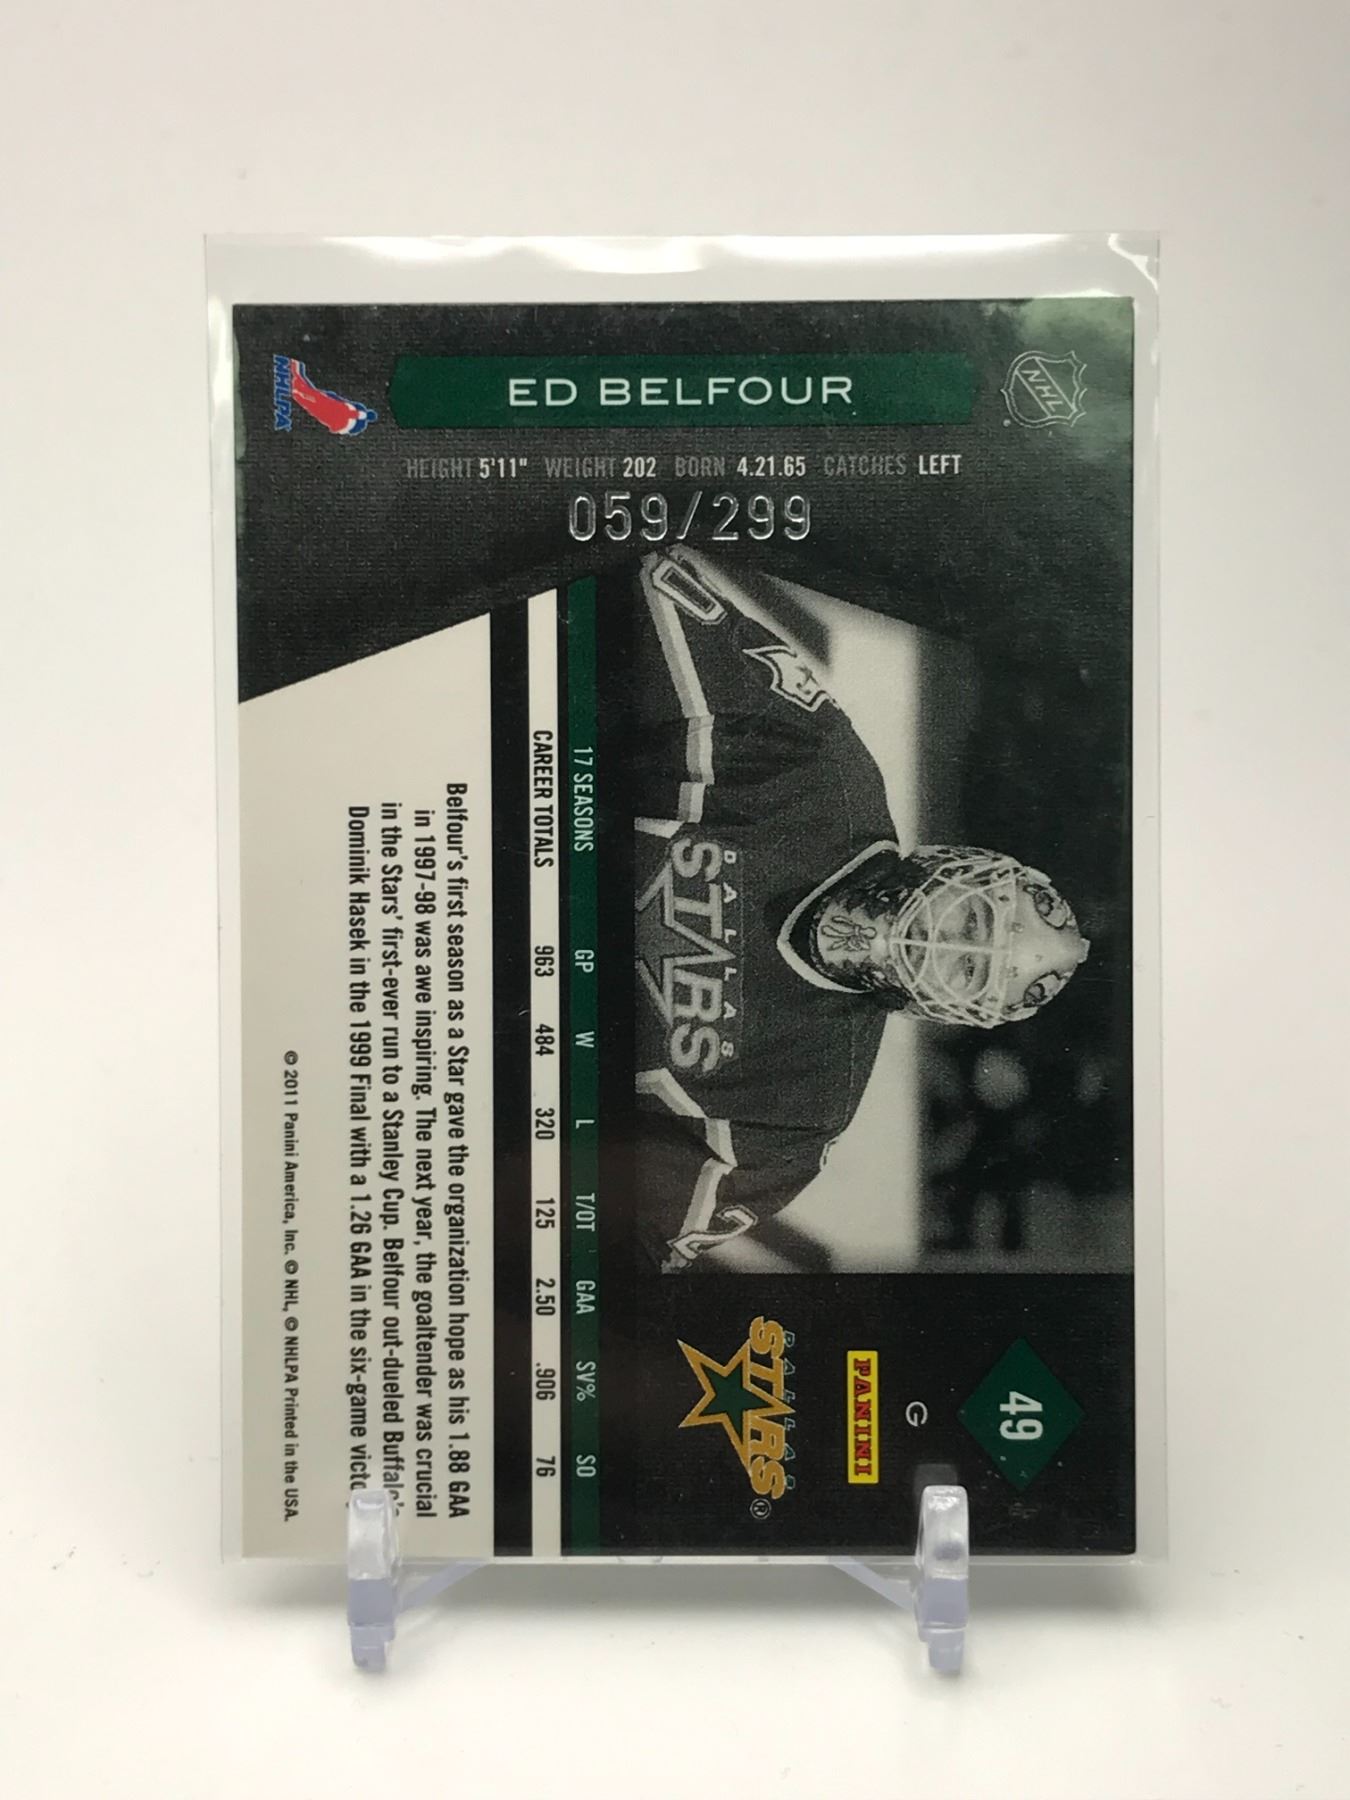 NHL
ED BELFOUR
NHLPA
HEIGHT 5'11" WEIGHT 202 BORN 4.21.65 CATCHES LEFT
059/299
DALLAS
STARS
49
G
PANINI
DALLAS
STARS®
17 SEASONS GP W L T/OT GAA SV% SO
CAREER TOTALS 963 484 320 125 2.50 .906 76
Belfour's first season as a Star gave the organization hope as his 1.88 GAA
in 1997-98 was awe inspiring. The next year, the goaltender was crucial
in the Stars' first-ever run to a Stanley Cup. Belfour out-dueled Buffalo's
Dominik Hasek in the 1999 Final with a 1.26 GAA in the six-game
© 2011 Panini America, Inc. © NHL, © NHLPA Printed in the USA.